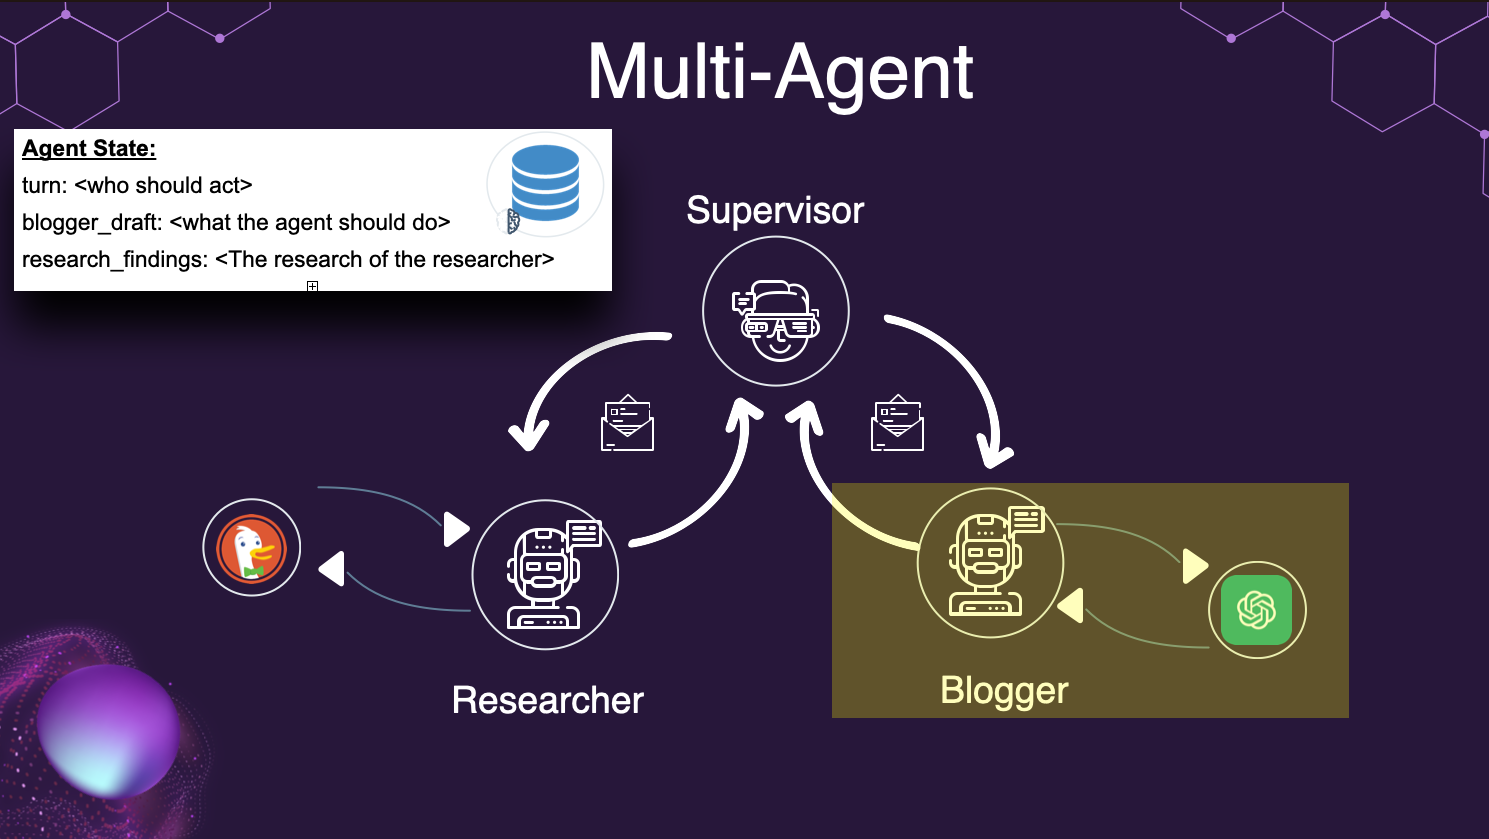 Multi-Agent
Agent State:
turn: <who should act>
blogger_draft: <what the agent should do>
research_findings: <The research of the researcher>
Supervisor
Researcher
Blogger